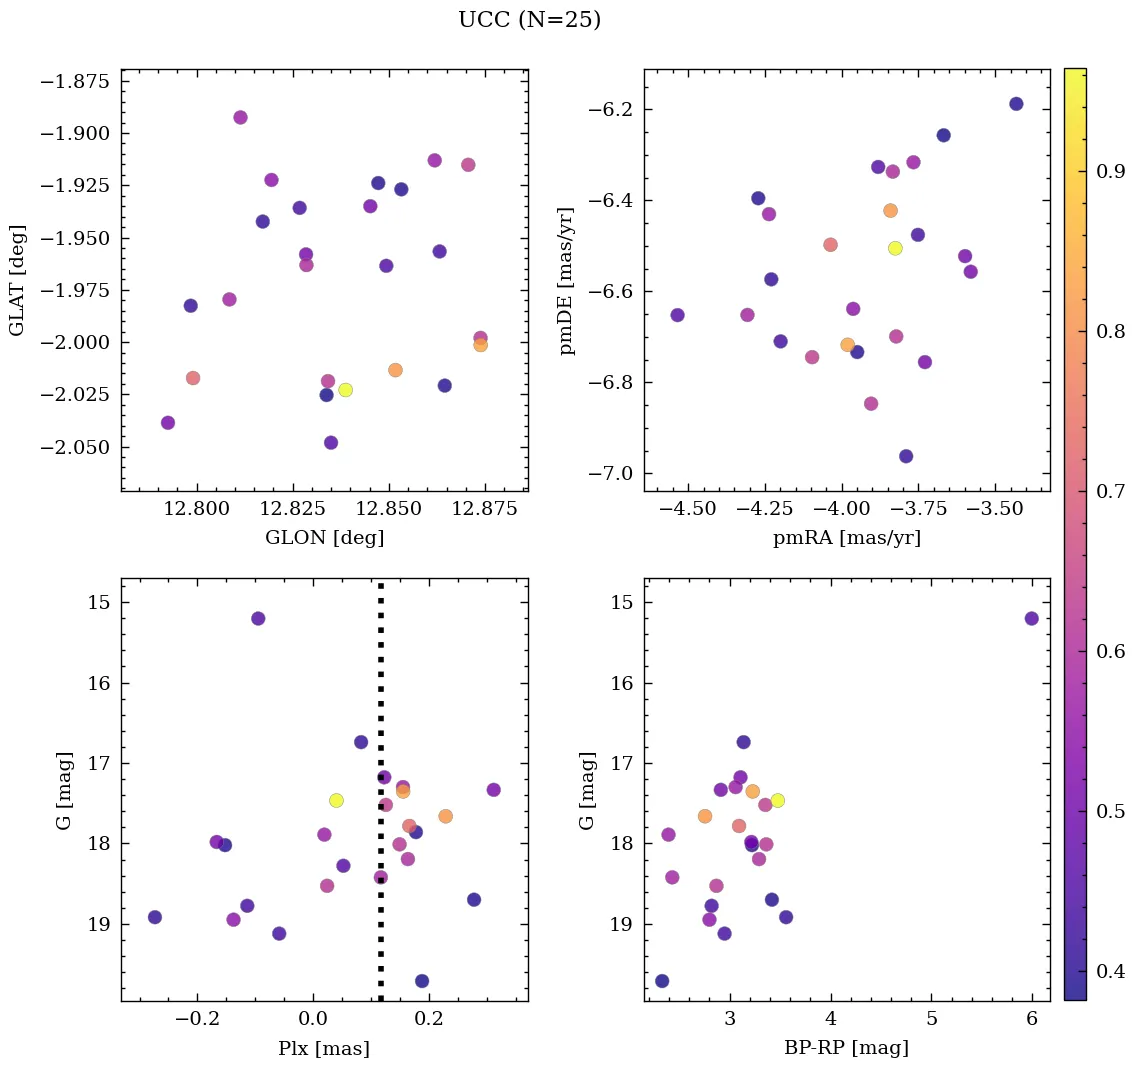 UCC (N=25)
−1.875
−1.900
−1.925
−1.950
−1.975
−2.000
−2.025
−2.050
GLAT [deg]
12.800 12.825 12.850 12.875
GLON [deg]
−6.2
−6.4
−6.6
−6.8
−7.0
pmDE [mas/yr]
−4.50 −4.25 −4.00 −3.75 −3.50
pmRA [mas/yr]
15
16
17
18
19
G [mag]
−0.2 0.0 0.2
Plx [mas]
15
16
17
18
19
G [mag]
3 4 5 6
BP-RP [mag]
0.9
0.8
0.7
0.6
0.5
0.4